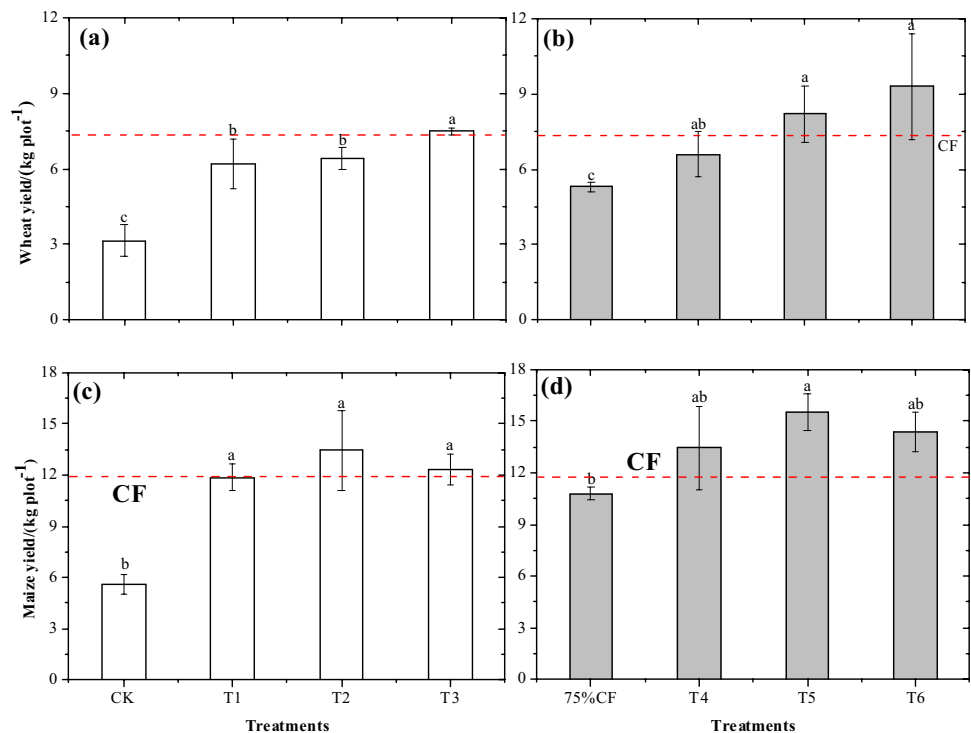 (a)
12
9
6
3
0
Wheat yield/(kg plot⁻¹)
c
b
b
a
(b)
12
9
6
3
0
c
ab
a
a
CF
(c)
18
15
12
9
6
3
0
Maize yield/(kg plot⁻¹)
CF
b
a
a
a
CK T1 T2 T3
Treatments
(d)
18
15
12
9
6
3
0
CF
b
ab
a
ab
75%CF T4 T5 T6
Treatments